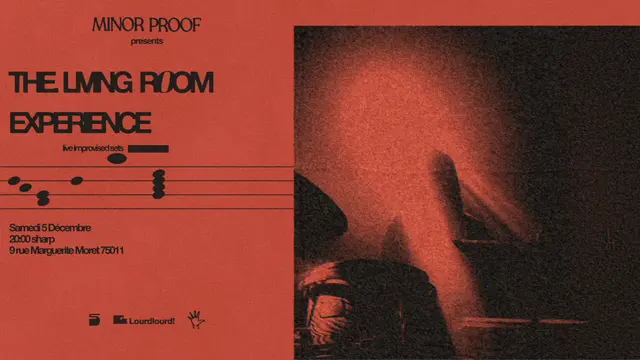 MINOR PROOF
presents
THE LIVING ROOM
EXPERIENCE
live improvised sets
Samedi 5 Décembre
20:00 sharp
9 rue Marguerite Moret 75011
Lourdlourd!